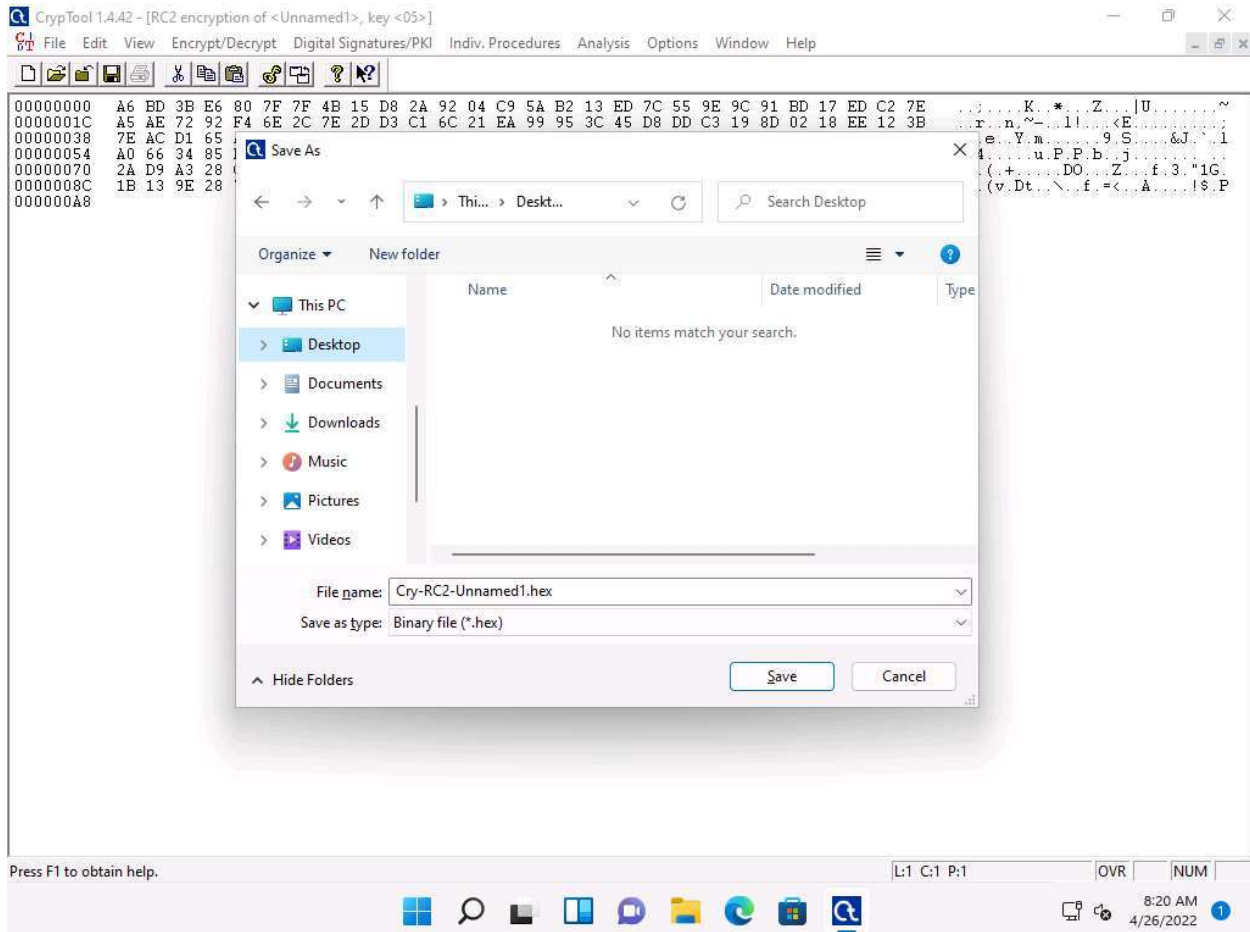 CrypTool 1.4.42 - [RC2 encryption of <Unnamed1>, key <05>]
File Edit View Encrypt/Decrypt Digital Signatures/PKI Indiv. Procedures Analysis Options Window Help
00000000 A6 BD 3B E6 80 7F 7F 4B 15 D8 2A 92 04 C9 5A B2 13 ED 7C 55 9E 9C 91 BD 17 ED C2 7E ..;....K..*...Z...|U.......~
0000001C A5 AE 72 92 F4 6E 2C 7E 2D D3 C1 6C 21 EA 99 95 3C 45 D8 DD C3 19 8D 02 18 EE 12 3B ..r..n,~-..l!...<E.........;
00000038 7E AC D1 65
00000054 A0 66 34 85
00000070 2A D9 A3 28
0000008C 1B 13 9E 28
000000A8
Save As
Thi... > Deskt...
Search Desktop
Organize New folder
Name Date modified Type
This PC
No items match your search.
Desktop
Documents
Downloads
Music
Pictures
Videos
File name: Cry-RC2-Unnamed1.hex
Save as type: Binary file (*.hex)
Hide Folders Save Cancel
Press F1 to obtain help. L:1 C:1 P:1 OVR NUM
8:20 AM
4/26/2022 1